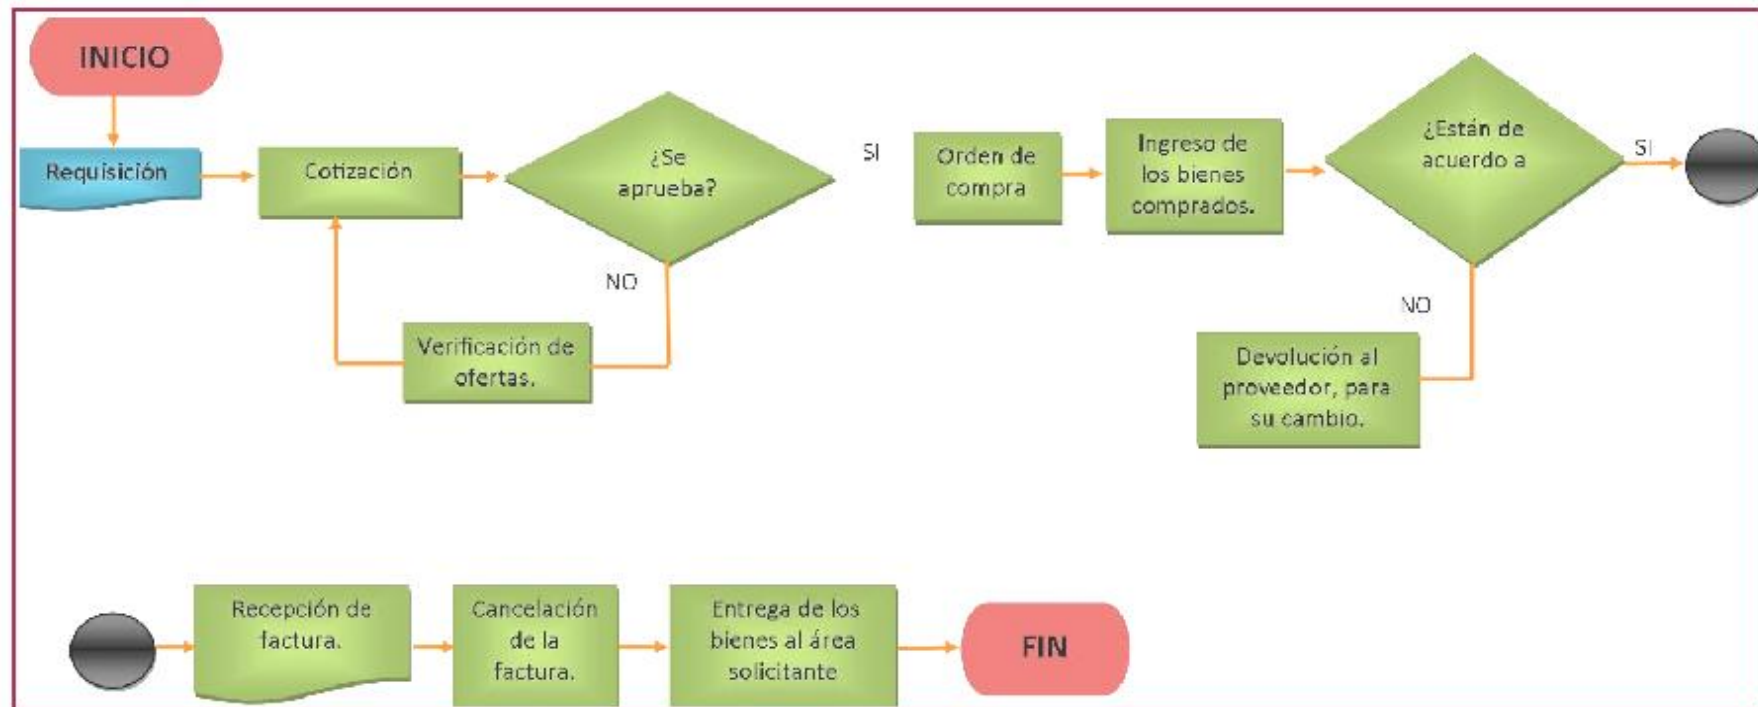 INICIO
Requisición
Cotización
¿Se
aprueba?
SI
NO
Verificación de
ofertas.
Orden de
compra
Ingreso de
los bienes
comprados.
¿Están de
acuerdo a
SI
NO
Devolución al
proveedor, para
su cambio.
Recepción de
factura.
Cancelación
de la
factura.
Entrega de los
bienes al área
solicitante
FIN